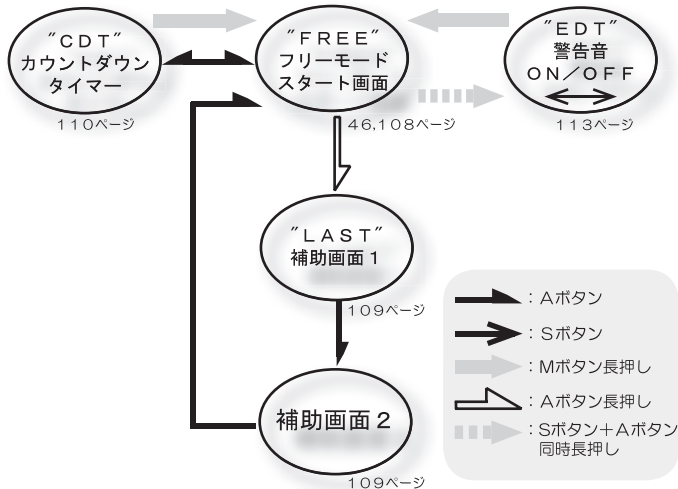 "CDT"
カウントダウン
タイマー
110ページ
"FREE"
フリーモード
スタート画面
46,108ページ
"EDT"
警告音
ON／OFF
113ページ
"LAST"
補助画面1
109ページ
補助画面2
109ページ
：Aボタン
：Sボタン
：Mボタン長押し
：Aボタン長押し
：Sボタン＋Aボタン
同時長押し